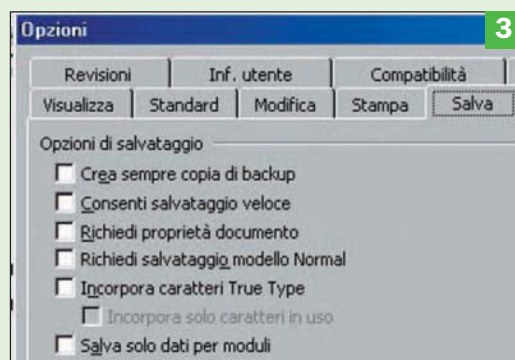 Opzioni
3
Revisioni Inf. utente Compatibilità
Visualizza Standard Modifica Stampa Salva
Opzioni di salvataggio
Crea sempre copia di backup
Consenti salvataggio veloce
Richiedi proprietà documento
Richiedi salvataggio modello Normal
Incorpora caratteri True Type
Incorpora solo caratteri in uso
Salva solo dati per moduli